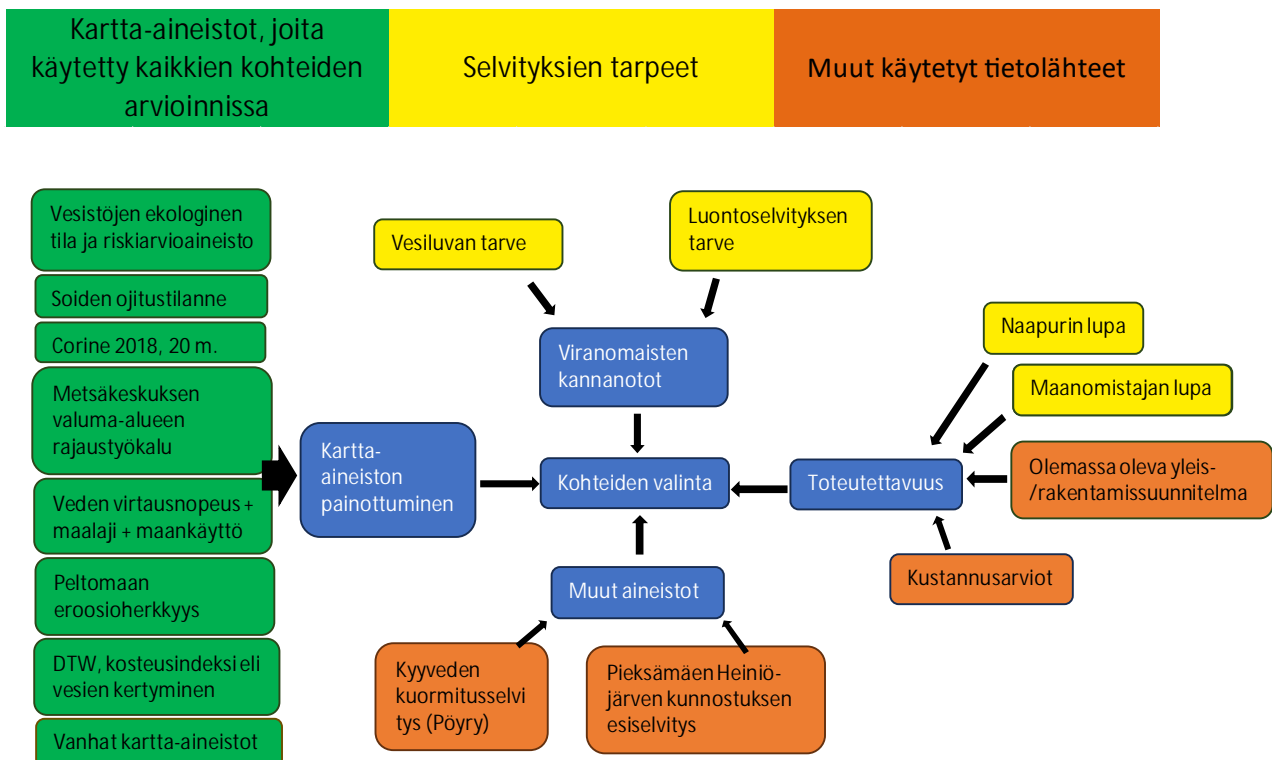 Kartta-aineistot, joita
käytetty kaikkien kohteiden
arvioinnissa
Selvityksien tarpeet
Muut käytetyt tietolähteet
Vesistöjen ekologinen
tila ja riskiarvioaineisto
Soiden ojitustilanne
Corine 2018, 20 m.
Metsäkeskuksen
valuma-alueen
rajaustyökalu
Veden virtausnopeus +
maalaji + maankäyttö
Peltomaan
eroosioherkkyys
DTW, kosteusindeksi eli
vesien kertyminen
Vanhat kartta-aineistot
Kartta-
aineiston
painottuminen
Vesiluvan tarve
Luontoselvityksen
tarve
Viranomaisten
kannanotot
Kohteiden valinta
Muut aineistot
Kyyveden
kuormitusselvi
tys (Pöyry)
Pieksämäen Heiniö-
järven kunnostuksen
esiselvitys
Toteutettavuus
Naapurin lupa
Maanomistajan lupa
Olemassa oleva yleis-
/rakentamissuunnitelma
Kustannusarviot